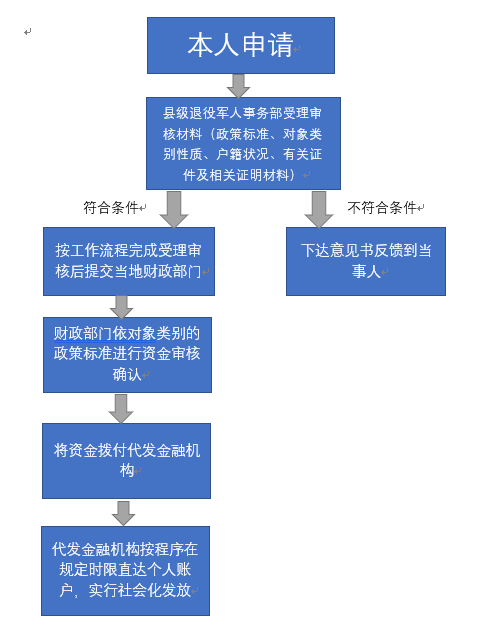 本人申请
县级退役军人事务部受理审
核材料（政策标准、对象类
别性质、户籍状况、有关证
件及相关证明材料）
符合条件
不符合条件
按工作流程完成受理审
核后提交当地财政部门
下达意见书反馈到当
事人
财政部门依对象类别的
政策标准进行资金审核
确认
将资金拨付代发金融机
构
代发金融机构按程序在
规定时限直达个人账
户，实行社会化发放